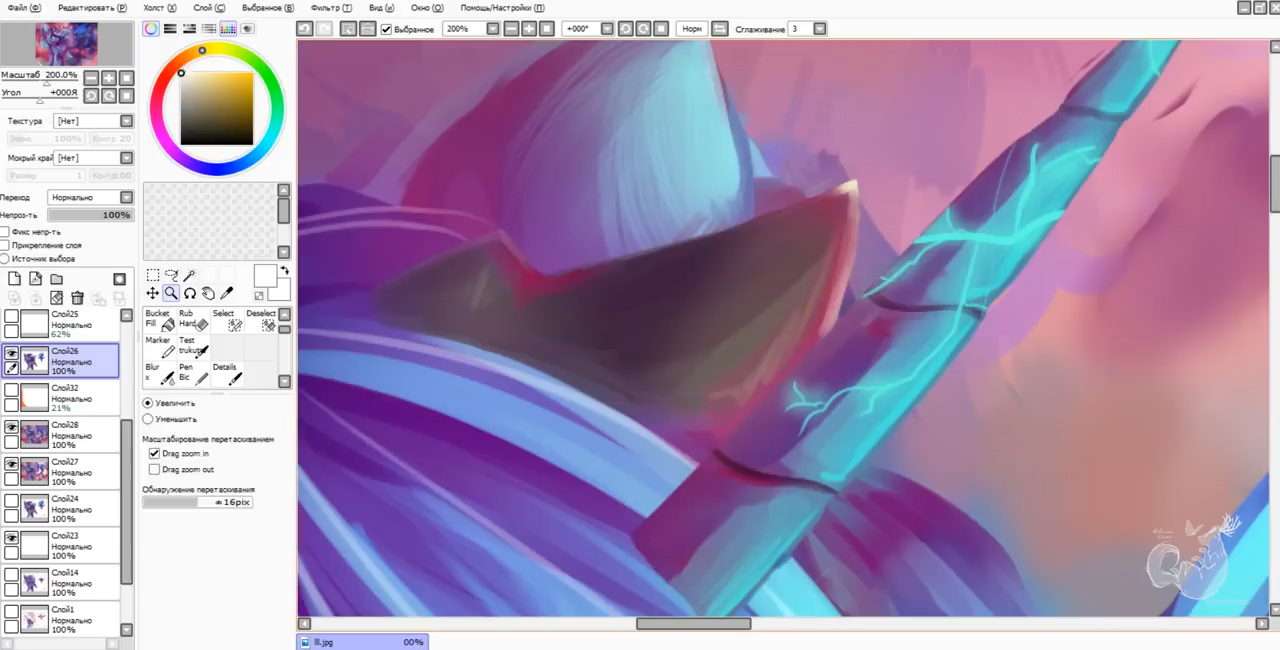 Файл (Ф) Редактировать (Р) Холст (Х) Слой (С) Выбранное (В) Фильтр (Т) Вид (и) Окно (О) Помощь/Настройки (П)
Выбранное 200% +000° Норм Сглаживание 3
Масштаб 200.0%
Угол +000Я
Текстура [Нет]
100% Контр 20
Мокрый край [Нет]
Размер 1 Контр 100
Переход Нормально
Непроз-ть 100%
Фикс непр-ть
Прикрепление слоя
Источник выбора
Слой25
Нормально
62%
Слой26
Нормально
100%
Слой32
Нормально
21%
Слой28
Нормально
100%
Слой27
Нормально
100%
Слой24
Нормально
100%
Слой23
Нормально
100%
Слой14
Нормально
100%
Слой1
Нормально
100%
Bucket Fill
Rub Hard
Select
Deselect
Marker
Test trukut
Blur x
Pen Bic
Details
Увеличить
Уменьшить
Масштабирование перетаскиванием
Drag zoom in
Drag zoom out
Обнаружение перетаскивания
16pix
lll.jpg 00%